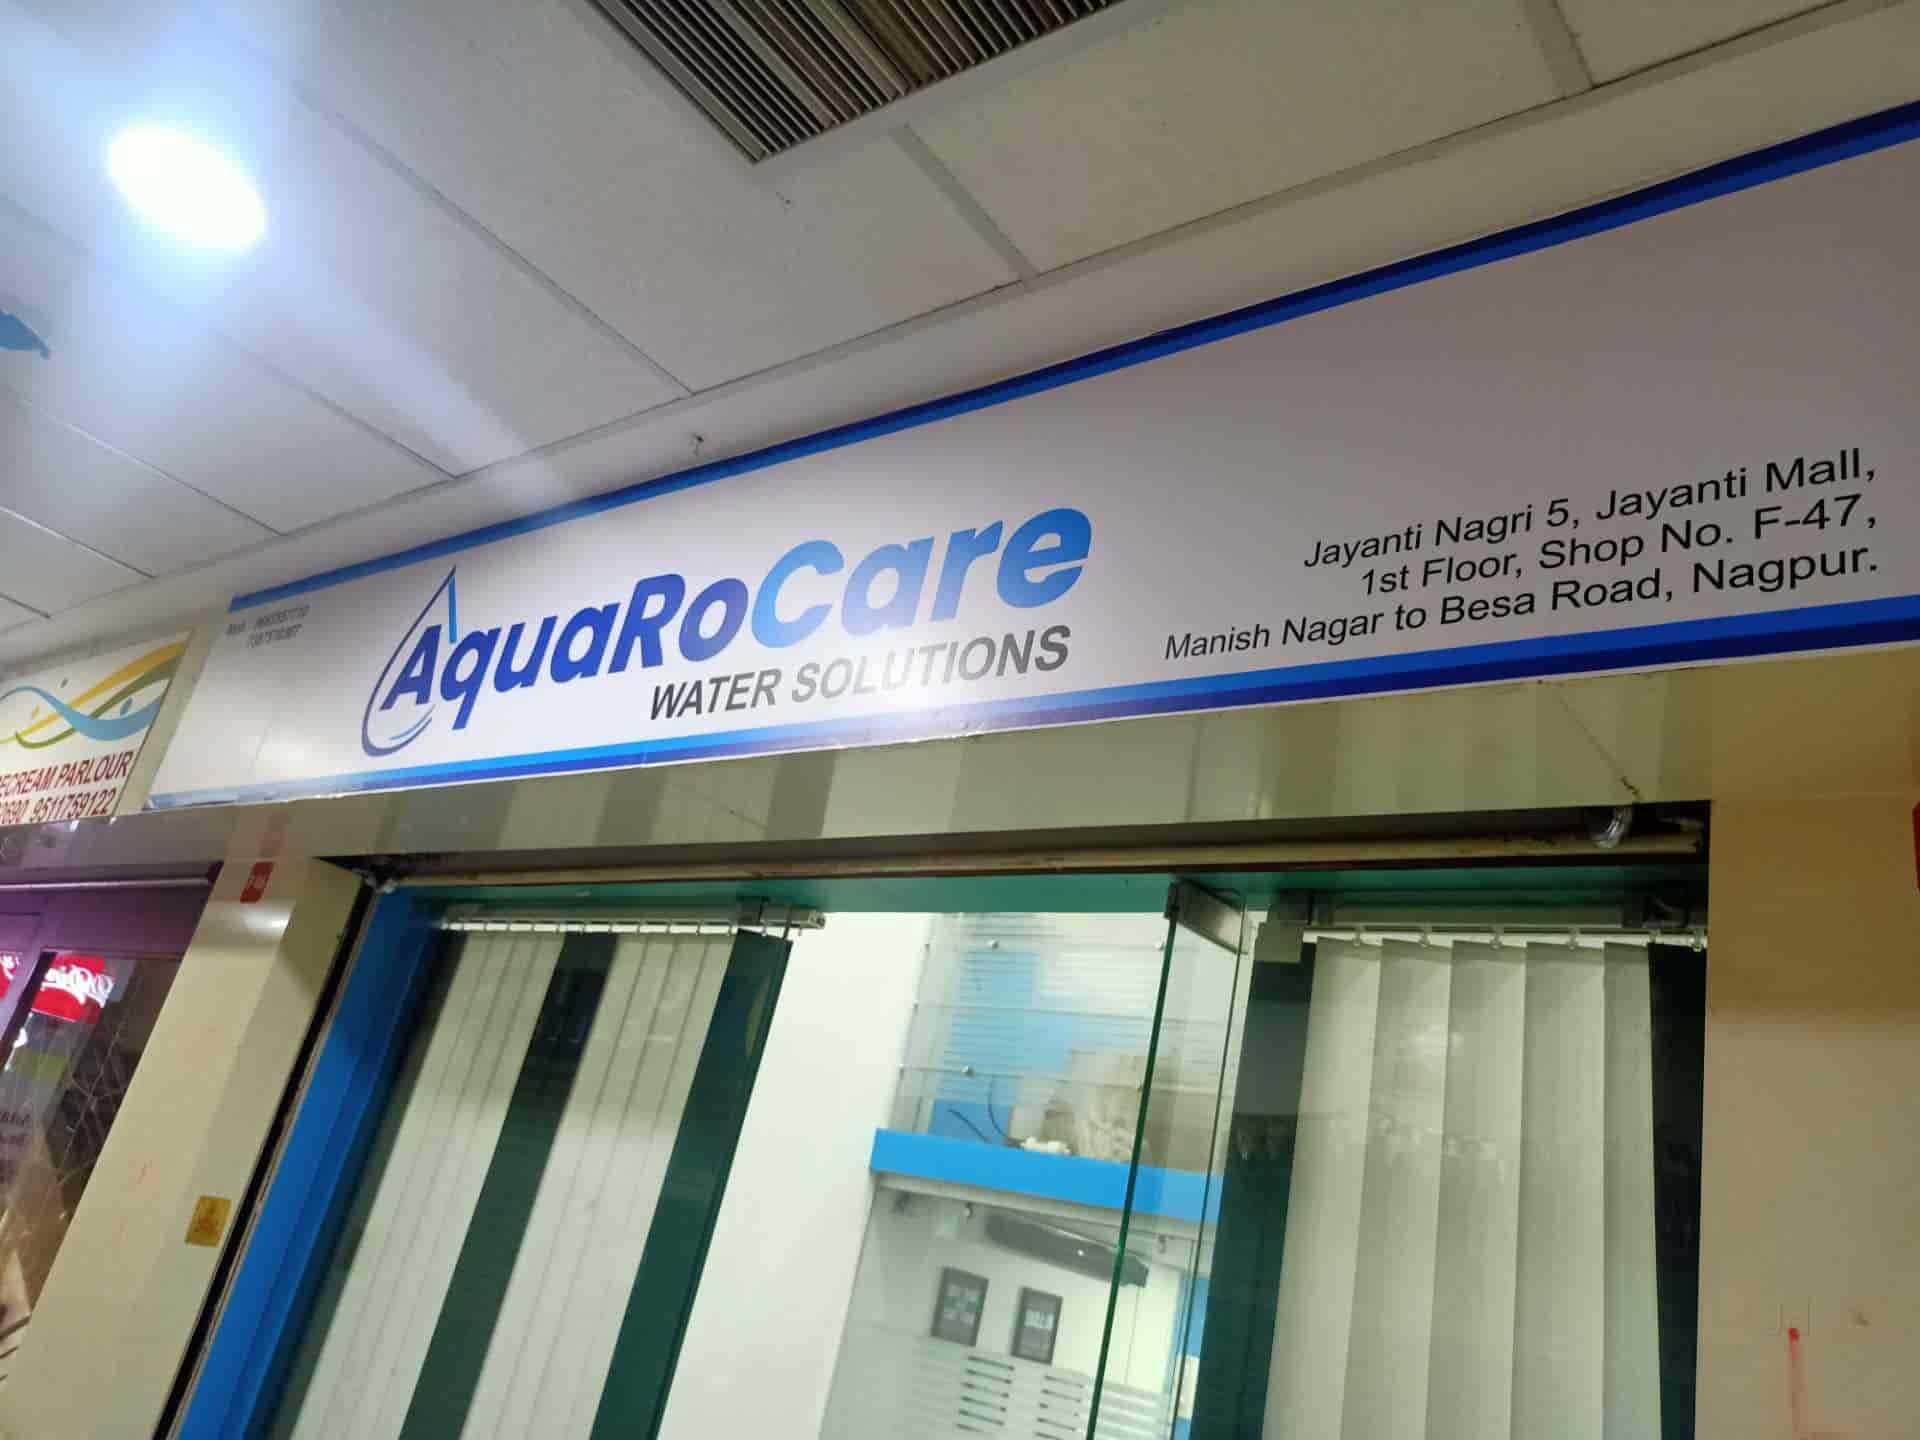 AquaRoCare
WATER SOLUTIONS
Jayanti Nagri 5, Jayanti Mall,
1st Floor, Shop No. F-47,
Manish Nagar to Besa Road, Nagpur.
ECREAM PARLOUR
2690 9511759122